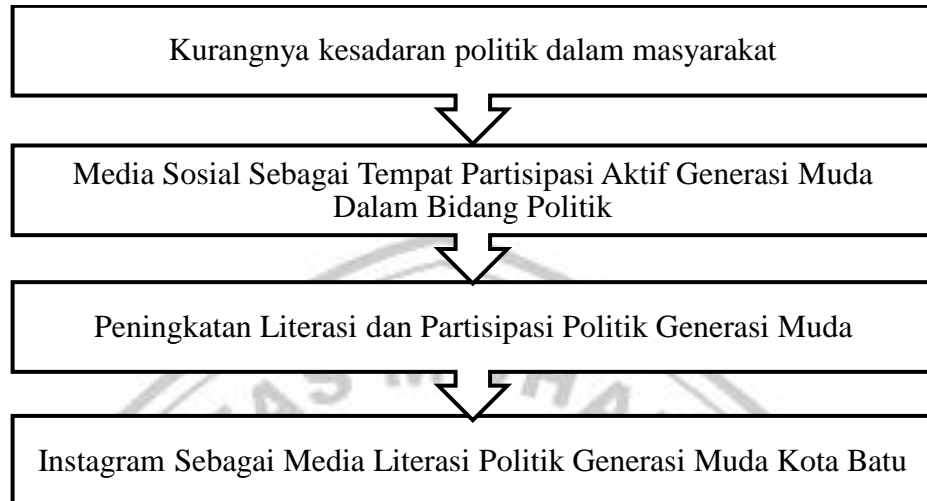 Kurangnya kesadaran politik dalam masyarakat
Media Sosial Sebagai Tempat Partisipasi Aktif Generasi Muda
Dalam Bidang Politik
Peningkatan Literasi dan Partisipasi Politik Generasi Muda
Instagram Sebagai Media Literasi Politik Generasi Muda Kota Batu